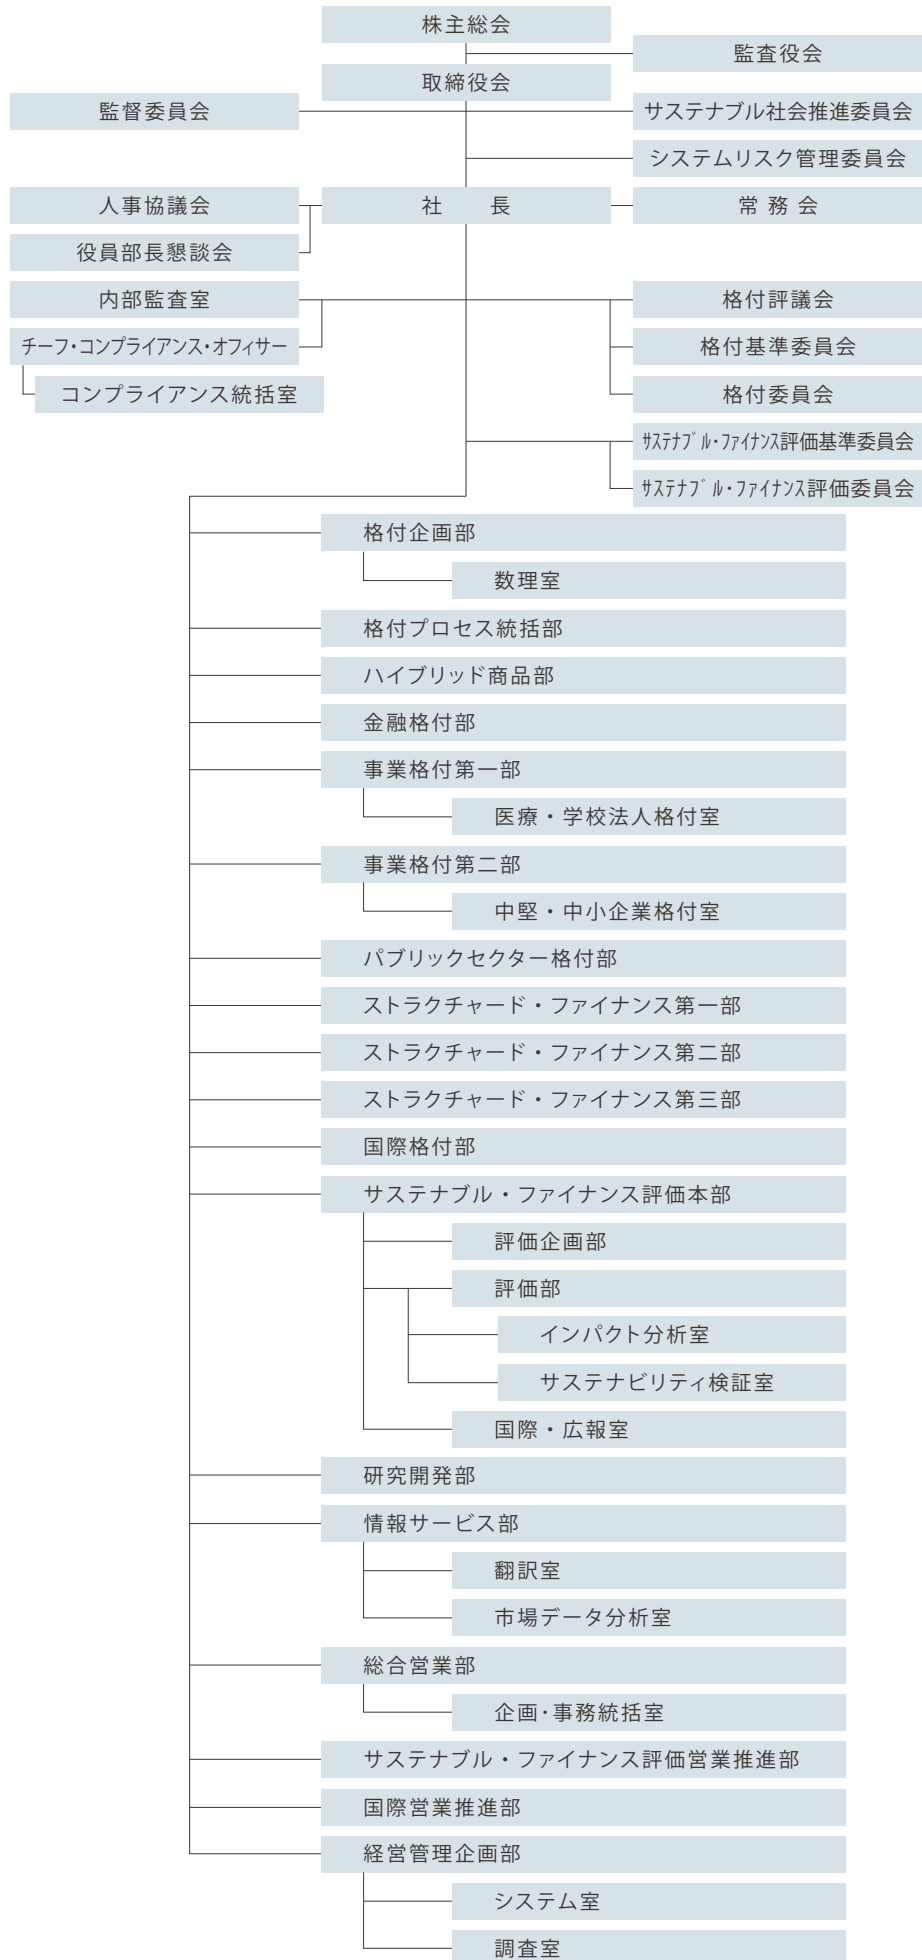 株主総会
監査役会
取締役会
監督委員会
サステナブル社会推進委員会
システムリスク管理委員会
人事協議会
社　　長
常 務 会
役員部長懇談会
内部監査室
格付評議会
チーフ・コンプライアンス・オフィサー
格付基準委員会
コンプライアンス統括室
格付委員会
ｻｽﾃﾅﾌﾞﾙ・ﾌｧｲﾅﾝｽ評価基準委員会
ｻｽﾃﾅﾌﾞﾙ・ﾌｧｲﾅﾝｽ評価委員会
格付企画部
数理室
格付プロセス統括部
ハイブリッド商品部
金融格付部
事業格付第一部
医療・学校法人格付室
事業格付第二部
中堅・中小企業格付室
パブリックセクター格付部
ストラクチャード・ファイナンス第一部
ストラクチャード・ファイナンス第二部
ストラクチャード・ファイナンス第三部
国際格付部
サステナブル・ファイナンス評価本部
評価企画部
評価部
インパクト分析室
サステナビリティ検証室
国際・広報室
研究開発部
情報サービス部
翻訳室
市場データ分析室
総合営業部
企画・事務統括室
サステナブル・ファイナンス評価営業推進部
国際営業推進部
経営管理企画部
システム室
調査室